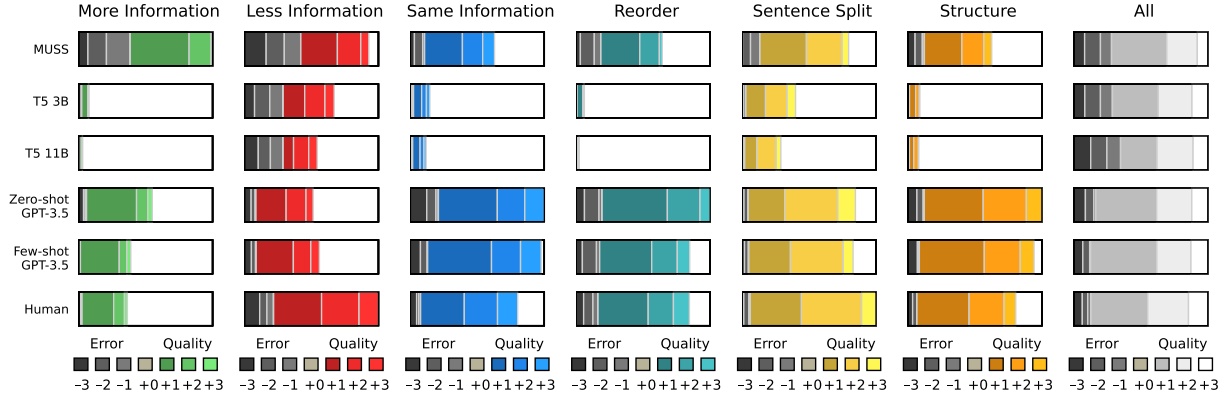 More Information Less Information Same Information Reorder Sentence Split Structure All
MUSS
T5 3B
T5 11B
Zero-shot
GPT-3.5
Few-shot
GPT-3.5
Human
Error Quality Error Quality Error Quality Error Quality Error Quality Error Quality Error Quality
−3 −2 −1 +0 +1 +2 +3 −3 −2 −1 +0 +1 +2 +3 −3 −2 −1 +0 +1 +2 +3 −3 −2 −1 +0 +1 +2 +3 −3 −2 −1 +0 +1 +2 +3 −3 −2 −1 +0 +1 +2 +3 −3 −2 −1 +0 +1 +2 +3